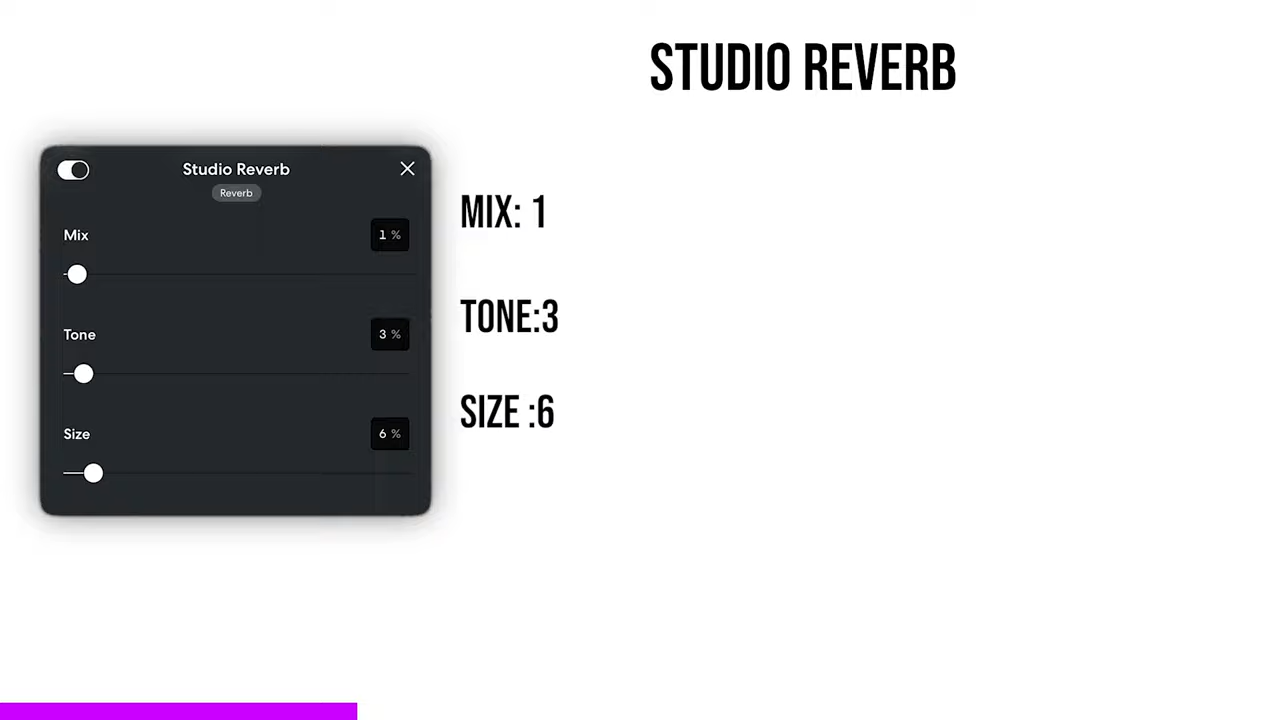 STUDIO REVERB
Studio Reverb
Reverb
Mix 1 %
MIX: 1
Tone 3 %
TONE:3
Size 6 %
SIZE :6